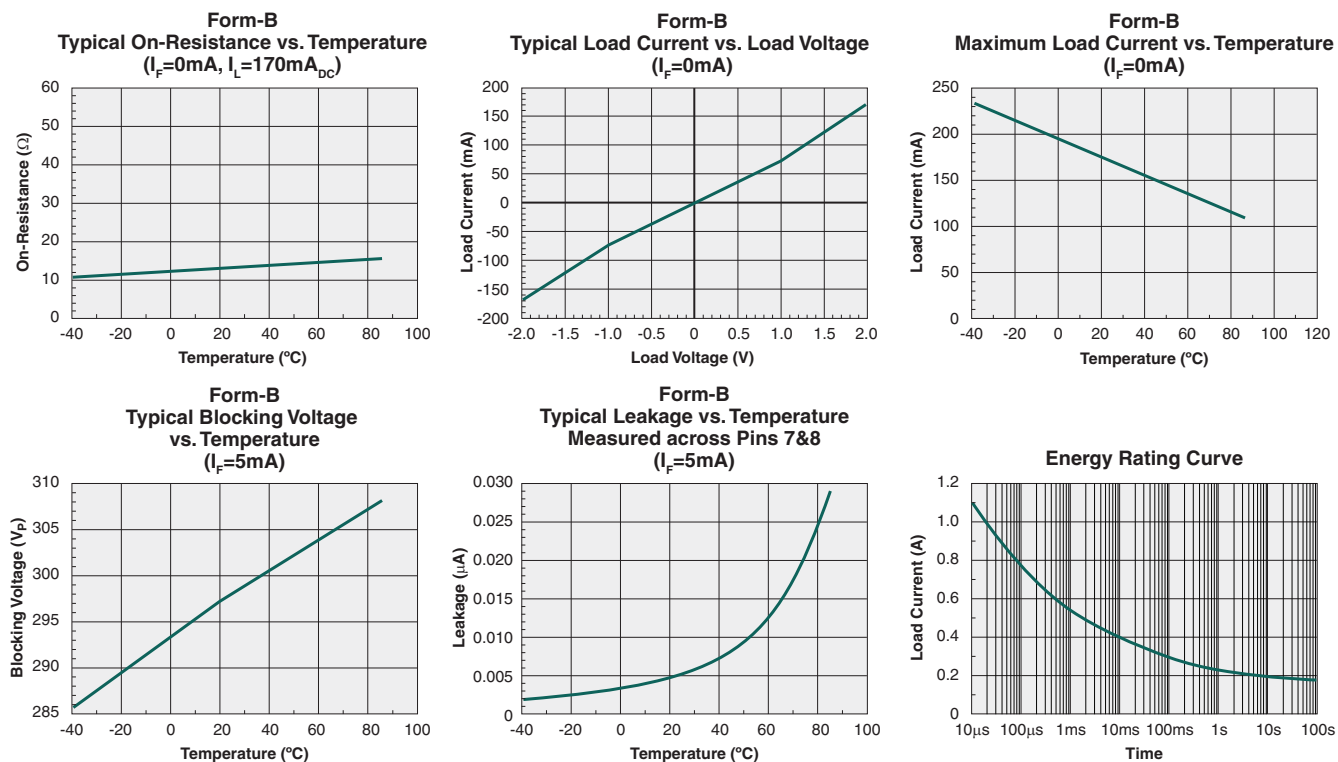 Form-B
Typical On-Resistance vs. Temperature
(IF=0mA, IL=170mADC)
60
50
40
30
20
10
0
On-Resistance (Ω)
-40 -20 0 20 40 60 80 100
Temperature (ºC)
Form-B
Typical Load Current vs. Load Voltage
(IF=0mA)
200
150
100
50
0
-50
-100
-150
-200
Load Current (mA)
-2.0 -1.5 -1.0 -0.5 0 0.5 1.0 1.5 2.0
Load Voltage (V)
Form-B
Maximum Load Current vs. Temperature
(IF=0mA)
250
200
150
100
50
0
Load Current (mA)
-40 -20 0 20 40 60 80 100 120
Temperature (ºC)
Form-B
Typical Blocking Voltage
vs. Temperature
(IF=5mA)
310
305
300
295
290
285
Blocking Voltage (VP)
-40 -20 0 20 40 60 80 100
Temperature (ºC)
Form-B
Typical Leakage vs. Temperature
Measured across Pins 7&8
(IF=5mA)
0.030
0.025
0.020
0.015
0.010
0.005
0
Leakage (μA)
-40 -20 0 20 40 60 80 100
Temperature (ºC)
Energy Rating Curve
1.2
1.0
0.8
0.6
0.4
0.2
0
Load Current (A)
10μs 100μs 1ms 10ms 100ms 1s 10s 100s
Time